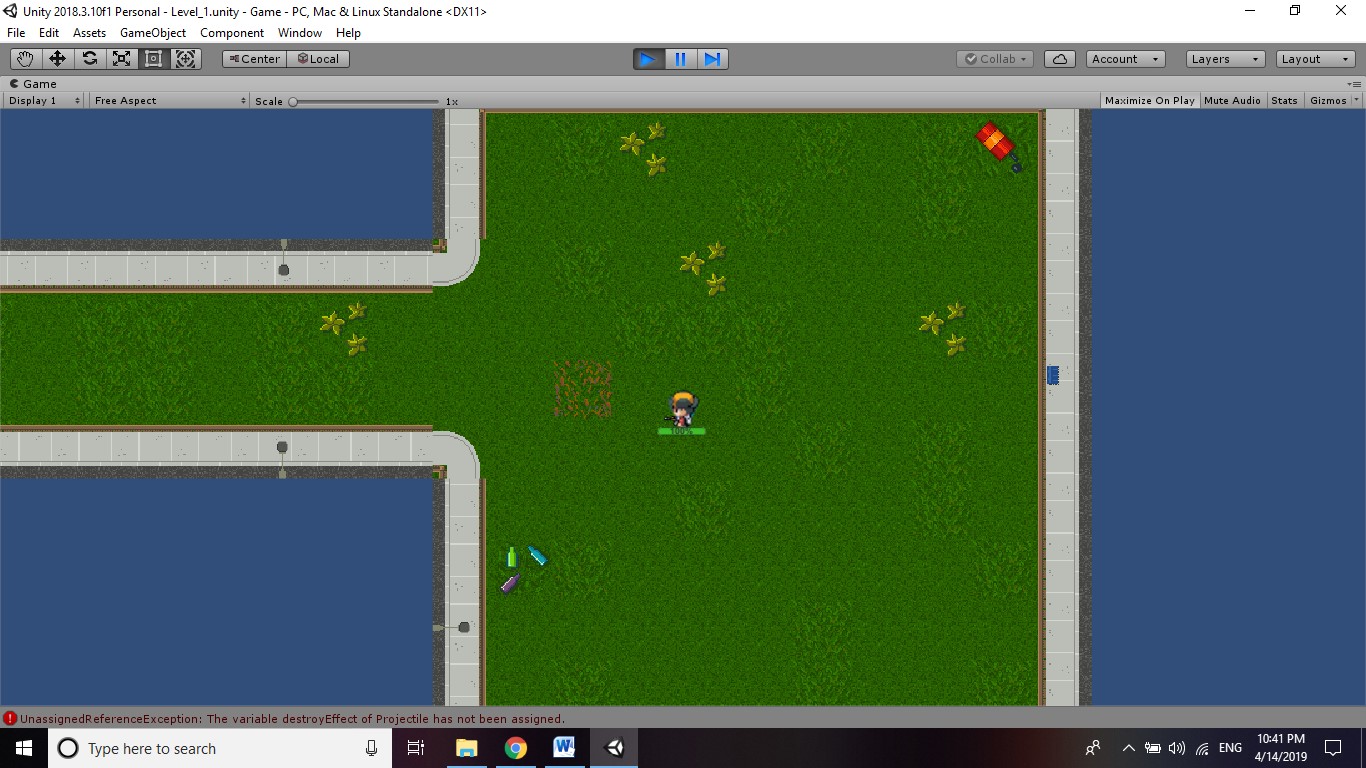 Unity 2018.3.10f1 Personal - Level_1.unity - Game - PC, Mac & Linux Standalone <DX11>
File Edit Assets GameObject Component Window Help
Center Local Collab Account Layers Layout
Game
Display 1 Free Aspect Scale 1x Maximize On Play Mute Audio Stats Gizmos
100%
UnassignedReferenceException: The variable destroyEffect of Projectile has not been assigned.
Type here to search
ENG
10:41 PM
4/14/2019